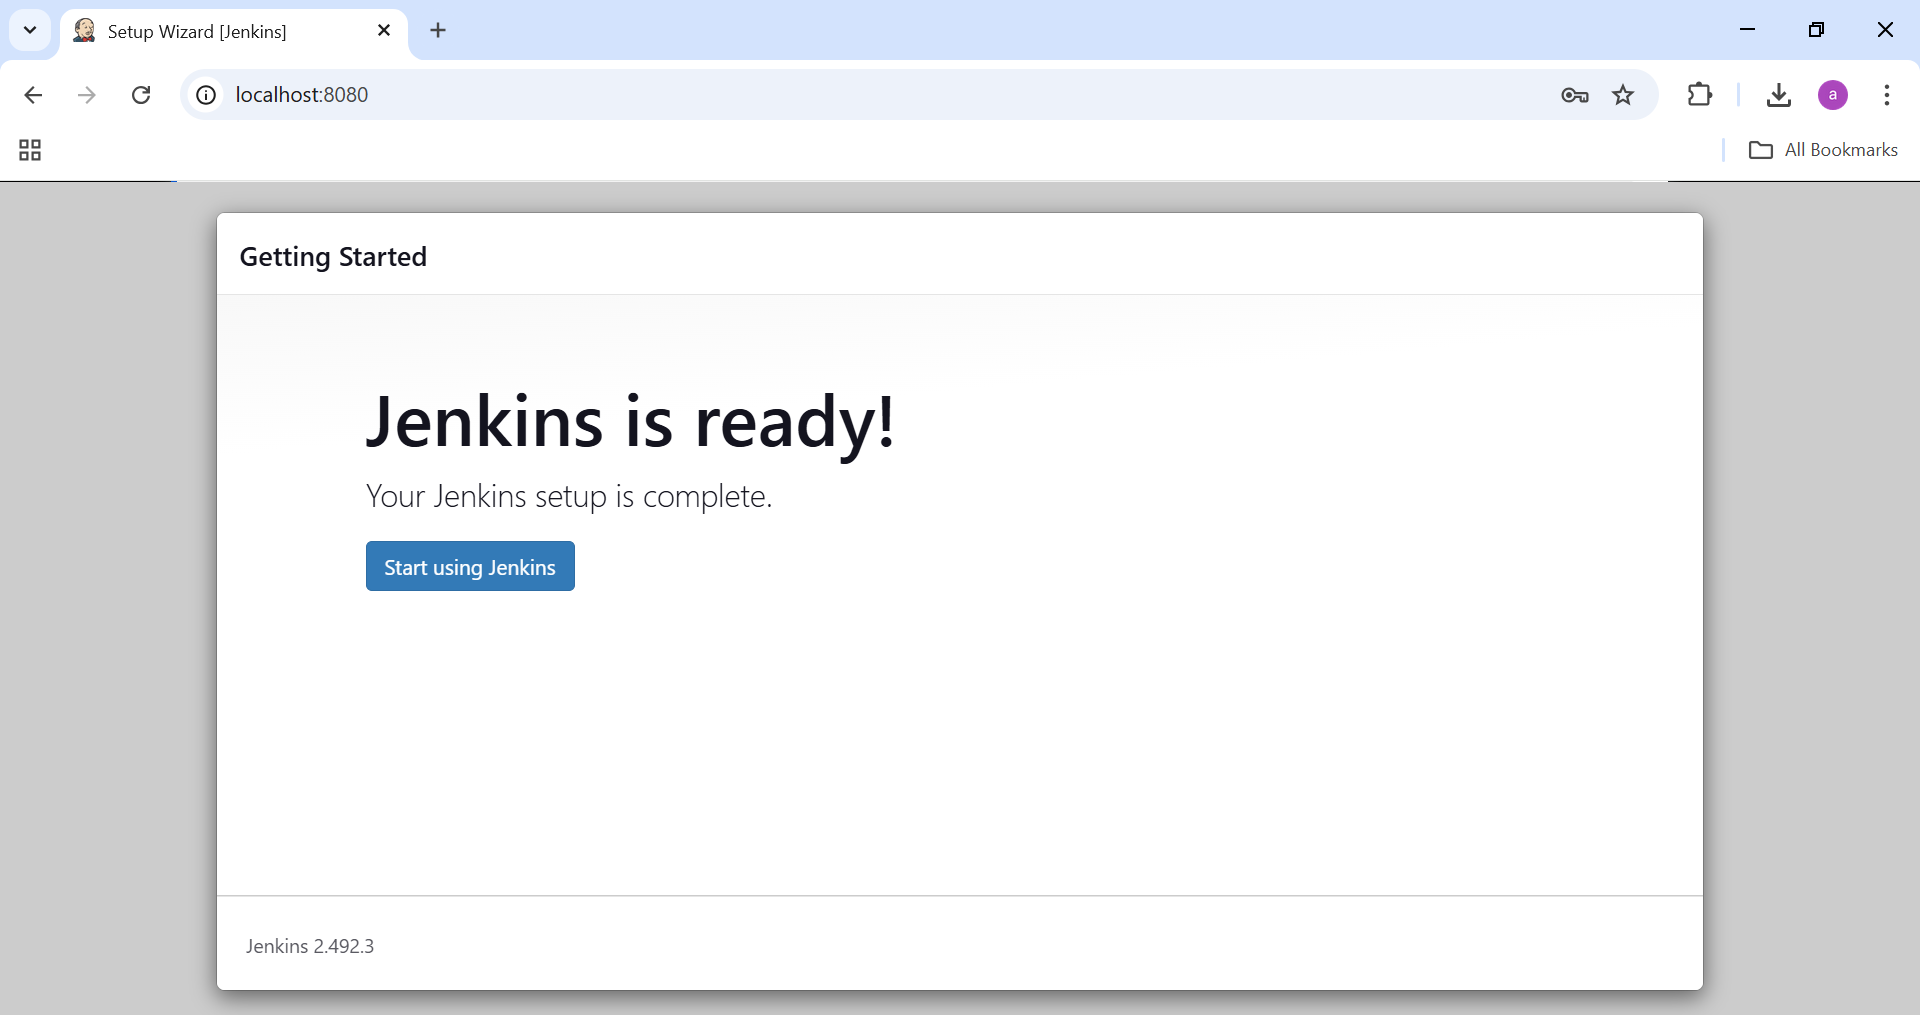 Setup Wizard [Jenkins]
localhost:8080
a
All Bookmarks
Getting Started
Jenkins is ready!
Your Jenkins setup is complete.
Start using Jenkins
Jenkins 2.492.3